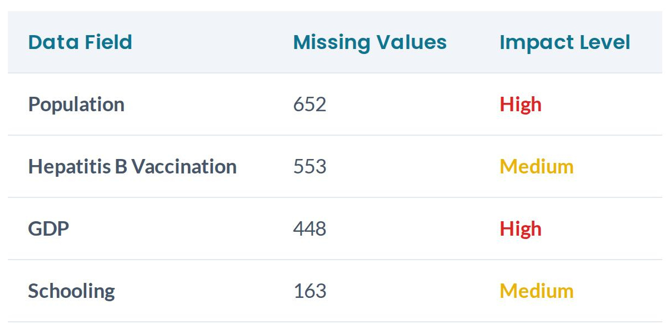 Data Field Missing Values Impact Level
Population 652 High
Hepatitis B Vaccination 553 Medium
GDP 448 High
Schooling 163 Medium